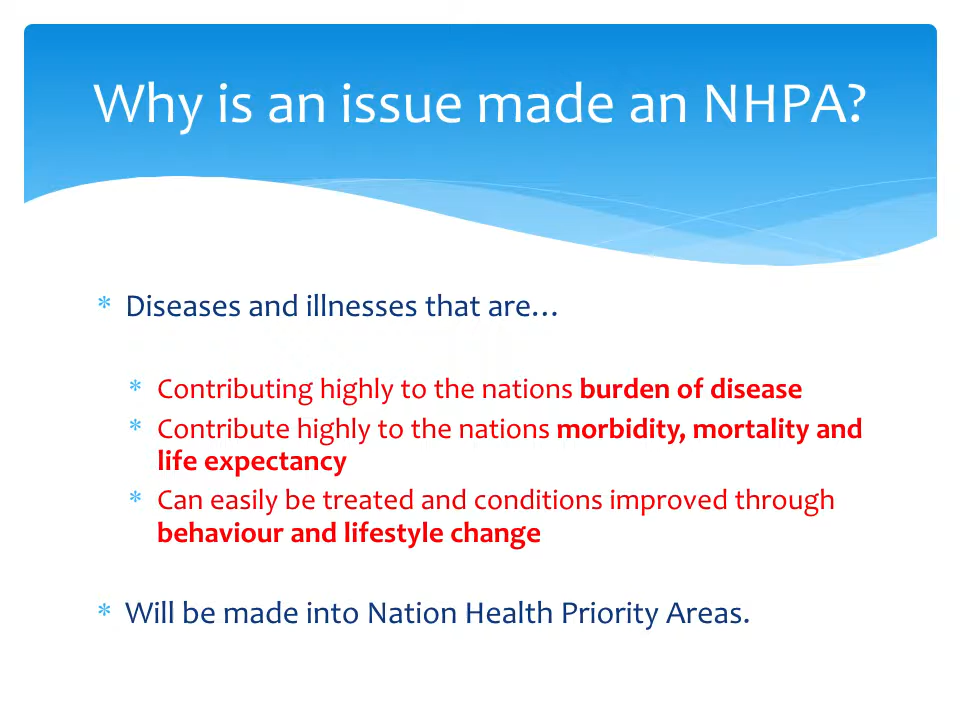 Why is an issue made an NHPA?
* Diseases and illnesses that are…
* Contributing highly to the nations burden of disease
* Contribute highly to the nations morbidity, mortality and
life expectancy
* Can easily be treated and conditions improved through
behaviour and lifestyle change
* Will be made into Nation Health Priority Areas.